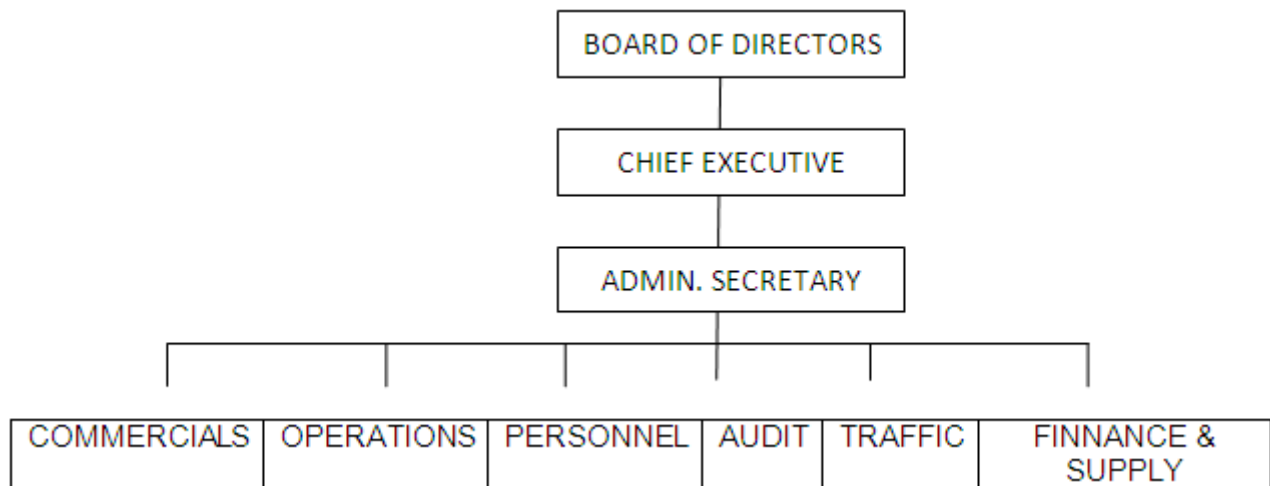 BOARD OF DIRECTORS
CHIEF EXECUTIVE
ADMIN. SECRETARY
COMMERCIALS OPERATIONS PERSONNEL AUDIT TRAFFIC FINNANCE &
SUPPLY